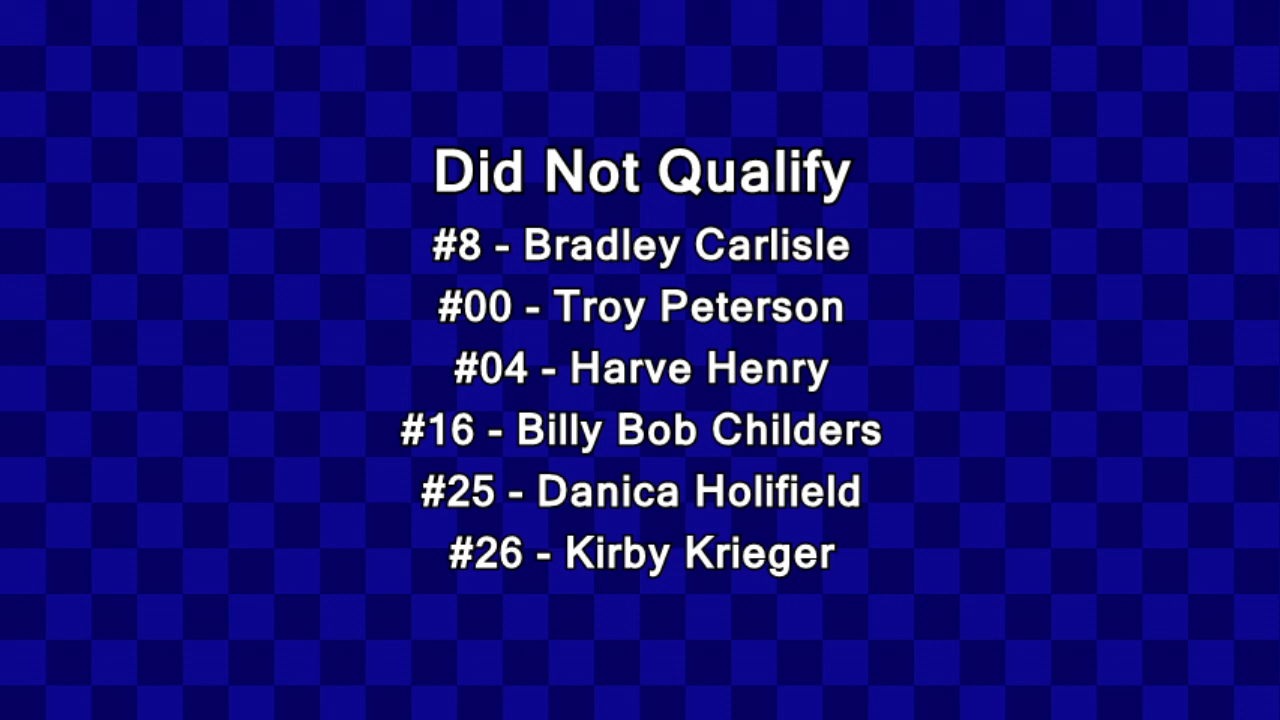 Did Not Qualify
#8 - Bradley Carlisle
#00 - Troy Peterson
#04 - Harve Henry
#16 - Billy Bob Childers
#25 - Danica Holifield
#26 - Kirby Krieger